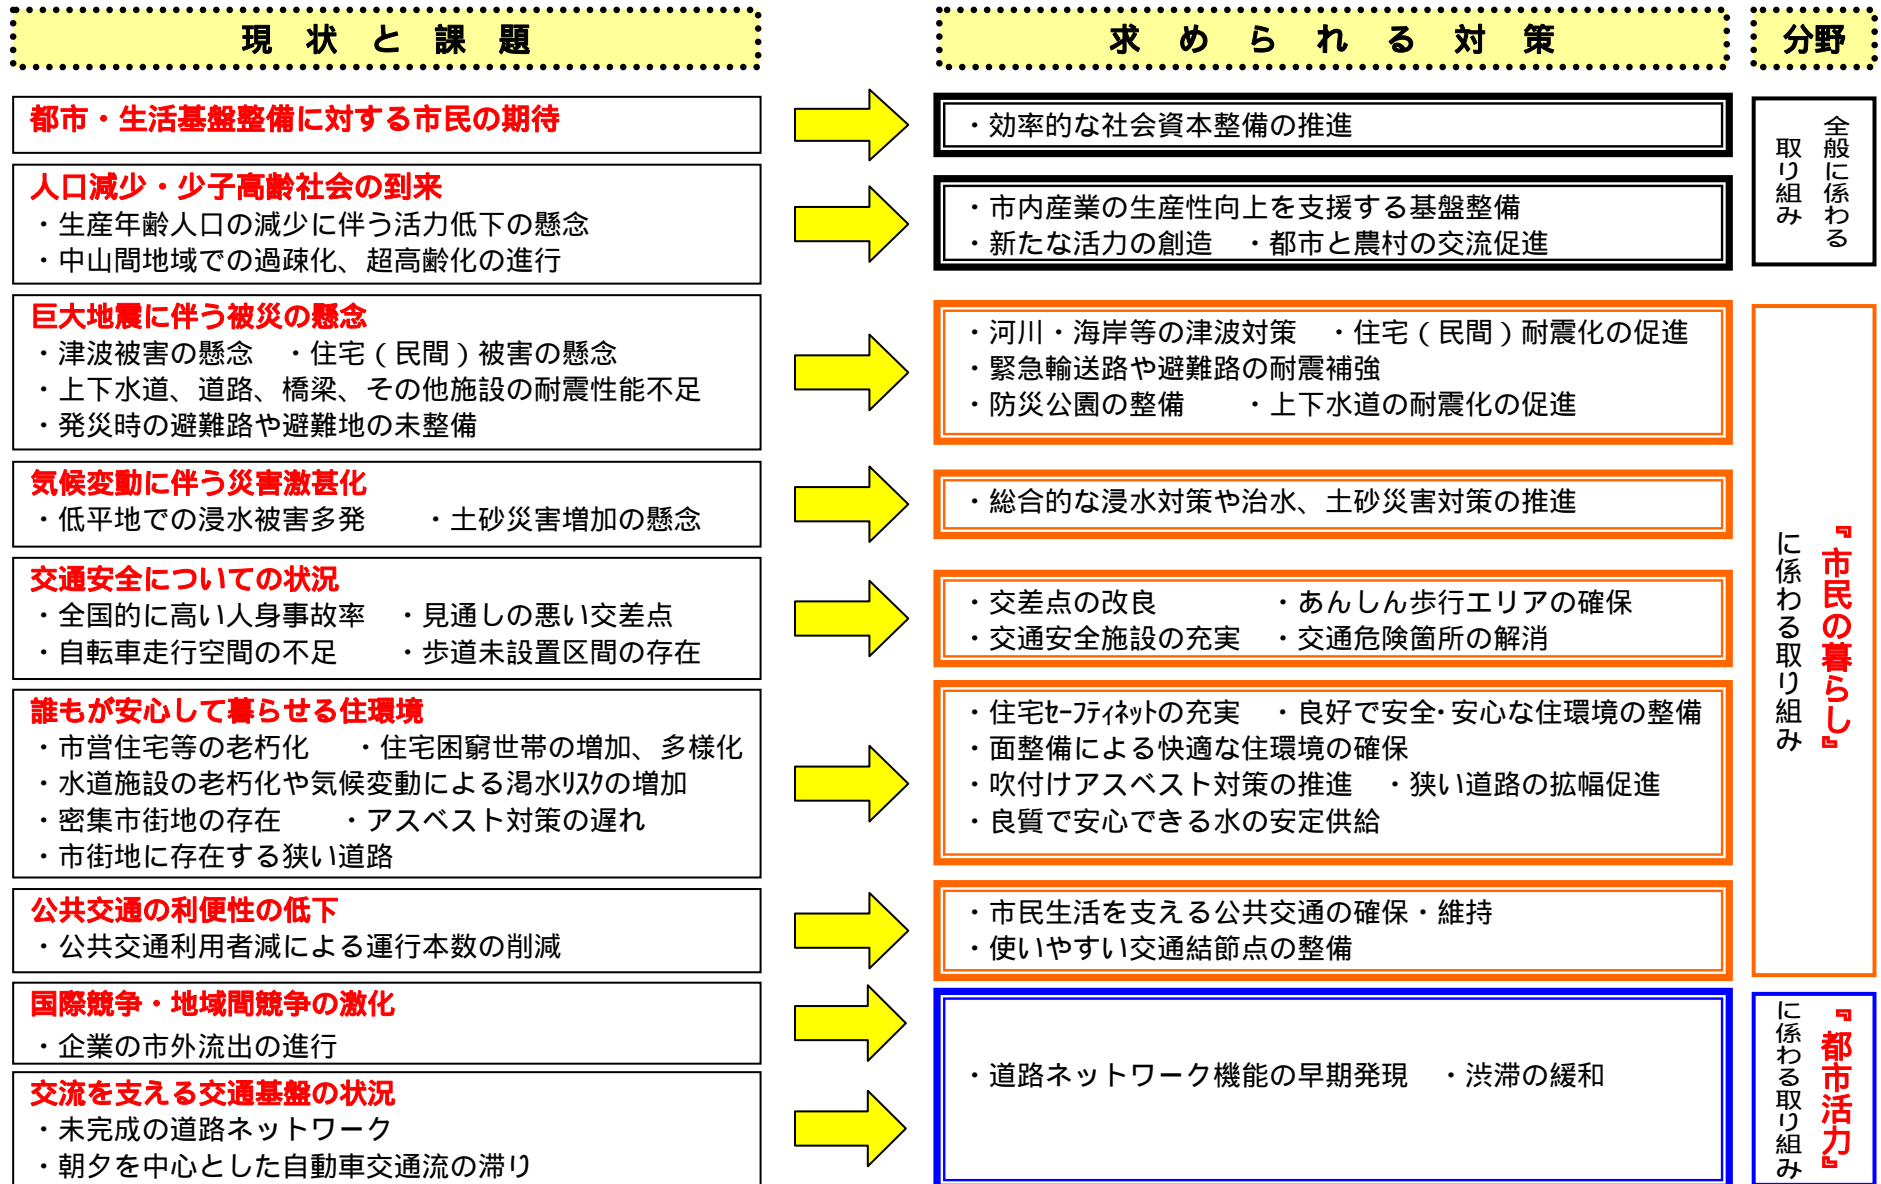 現状と課題
求められる対策
分野
都市・生活基盤整備に対する市民の期待
・効率的な社会資本整備の推進
人口減少・少子高齢社会の到来
・生産年齢人口の減少に伴う活力低下の懸念
・中山間地域での過疎化、超高齢化の進行
・市内産業の生産性向上を支援する基盤整備
・新たな活力の創造　・都市と農村の交流促進
全般に係わる
取り組み
巨大地震に伴う被災の懸念
・津波被害の懸念　・住宅（民間）被害の懸念
・上下水道、道路、橋梁、その他施設の耐震性能不足
・発災時の避難路や避難地の未整備
・河川・海岸等の津波対策　・住宅（民間）耐震化の促進
・緊急輸送路や避難路の耐震補強
・防災公園の整備　　・上下水道の耐震化の促進
気候変動に伴う災害激甚化
・低平地での浸水被害多発　　・土砂災害増加の懸念
・総合的な浸水対策や治水、土砂災害対策の推進
交通安全についての状況
・全国的に高い人身事故率　・見通しの悪い交差点
・自転車走行空間の不足　　・歩道未設置区間の存在
・交差点の改良　　　　・あんしん歩行エリアの確保
・交通安全施設の充実　・交通危険箇所の解消
誰もが安心して暮らせる住環境
・市営住宅等の老朽化　・住宅困窮世帯の増加、多様化
・水道施設の老朽化や気候変動による渇水ﾘｽｸの増加
・密集市街地の存在　　・アスベスト対策の遅れ
・市街地に存在する狭い道路
・住宅ｾｰﾌﾃｨﾈｯﾄの充実　・良好で安全・安心な住環境の整備
・面整備による快適な住環境の確保
・吹付けアスベスト対策の推進　・狭い道路の拡幅促進
・良質で安心できる水の安定供給
公共交通の利便性の低下
・公共交通利用者減による運行本数の削減
・市民生活を支える公共交通の確保・維持
・使いやすい交通結節点の整備
『市民の暮らし』
に係わる取り組み
国際競争・地域間競争の激化
・企業の市外流出の進行
交流を支える交通基盤の状況
・未完成の道路ネットワーク
・朝夕を中心とした自動車交通流の滞り
・道路ネットワーク機能の早期発現　・渋滞の緩和
『都市活力』
に係わる取り組み